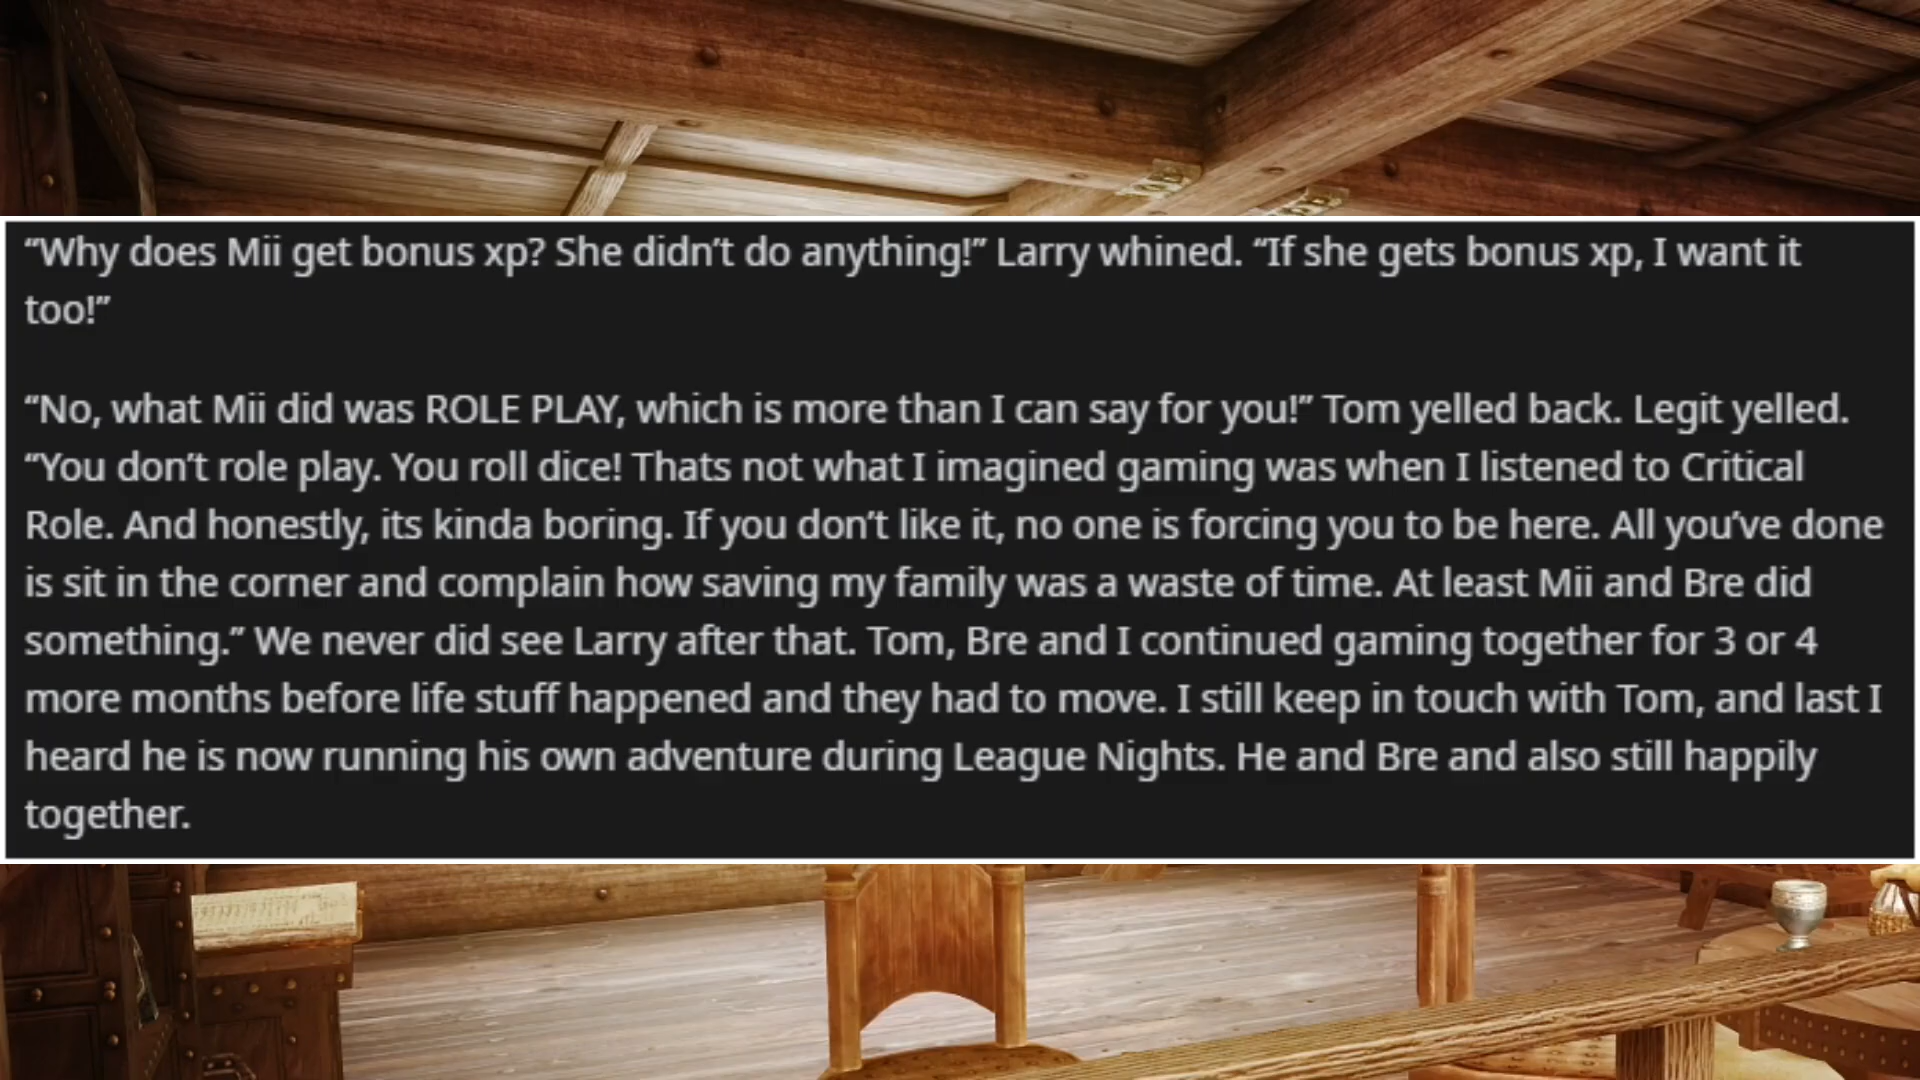 “Why does Mii get bonus xp? She didn’t do anything!” Larry whined. “If she gets bonus xp, I want it
too!”
“No, what Mii did was ROLE PLAY, which is more than I can say for you!” Tom yelled back. Legit yelled.
“You don’t role play. You roll dice! Thats not what I imagined gaming was when I listened to Critical
Role. And honestly, its kinda boring. If you don’t like it, no one is forcing you to be here. All you’ve done
is sit in the corner and complain how saving my family was a waste of time. At least Mii and Bre did
something.” We never did see Larry after that. Tom, Bre and I continued gaming together for 3 or 4
more months before life stuff happened and they had to move. I still keep in touch with Tom, and last I
heard he is now running his own adventure during League Nights. He and Bre and also still happily
together.